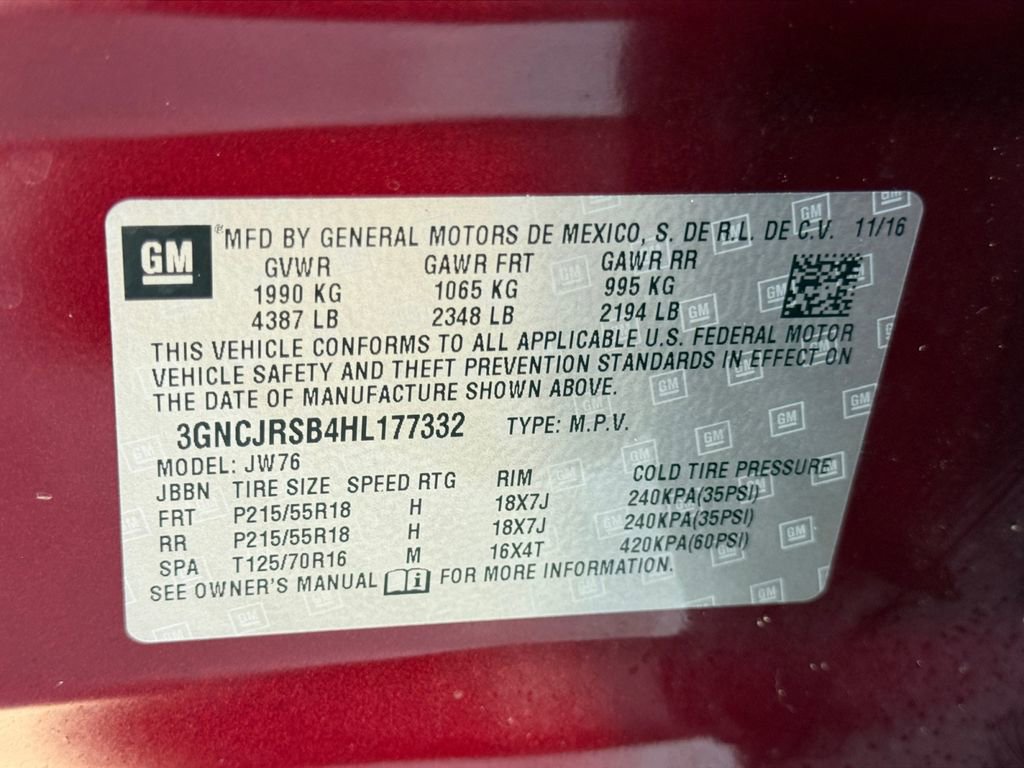 GM ® MFD BY GENERAL MOTORS DE MEXICO, S. DE R.L. DE C.V. 11/16
GVWR GAWR FRT GAWR RR
1990 KG 1065 KG 995 KG
4387 LB 2348 LB 2194 LB
THIS VEHICLE CONFORMS TO ALL APPLICABLE U.S. FEDERAL MOTOR
VEHICLE SAFETY AND THEFT PREVENTION STANDARDS IN EFFECT ON
THE DATE OF MANUFACTURE SHOWN ABOVE.
3GNCJRSB4HL177332 TYPE: M.P.V.
MODEL: JW76
JBBN TIRE SIZE SPEED RTG RIM COLD TIRE PRESSURE
FRT P215/55R18 H 18X7J 240KPA(35PSI)
RR P215/55R18 H 18X7J 240KPA(35PSI)
SPA T125/70R16 M 16X4T 420KPA(60PSI)
SEE OWNER'S MANUAL i FOR MORE INFORMATION.